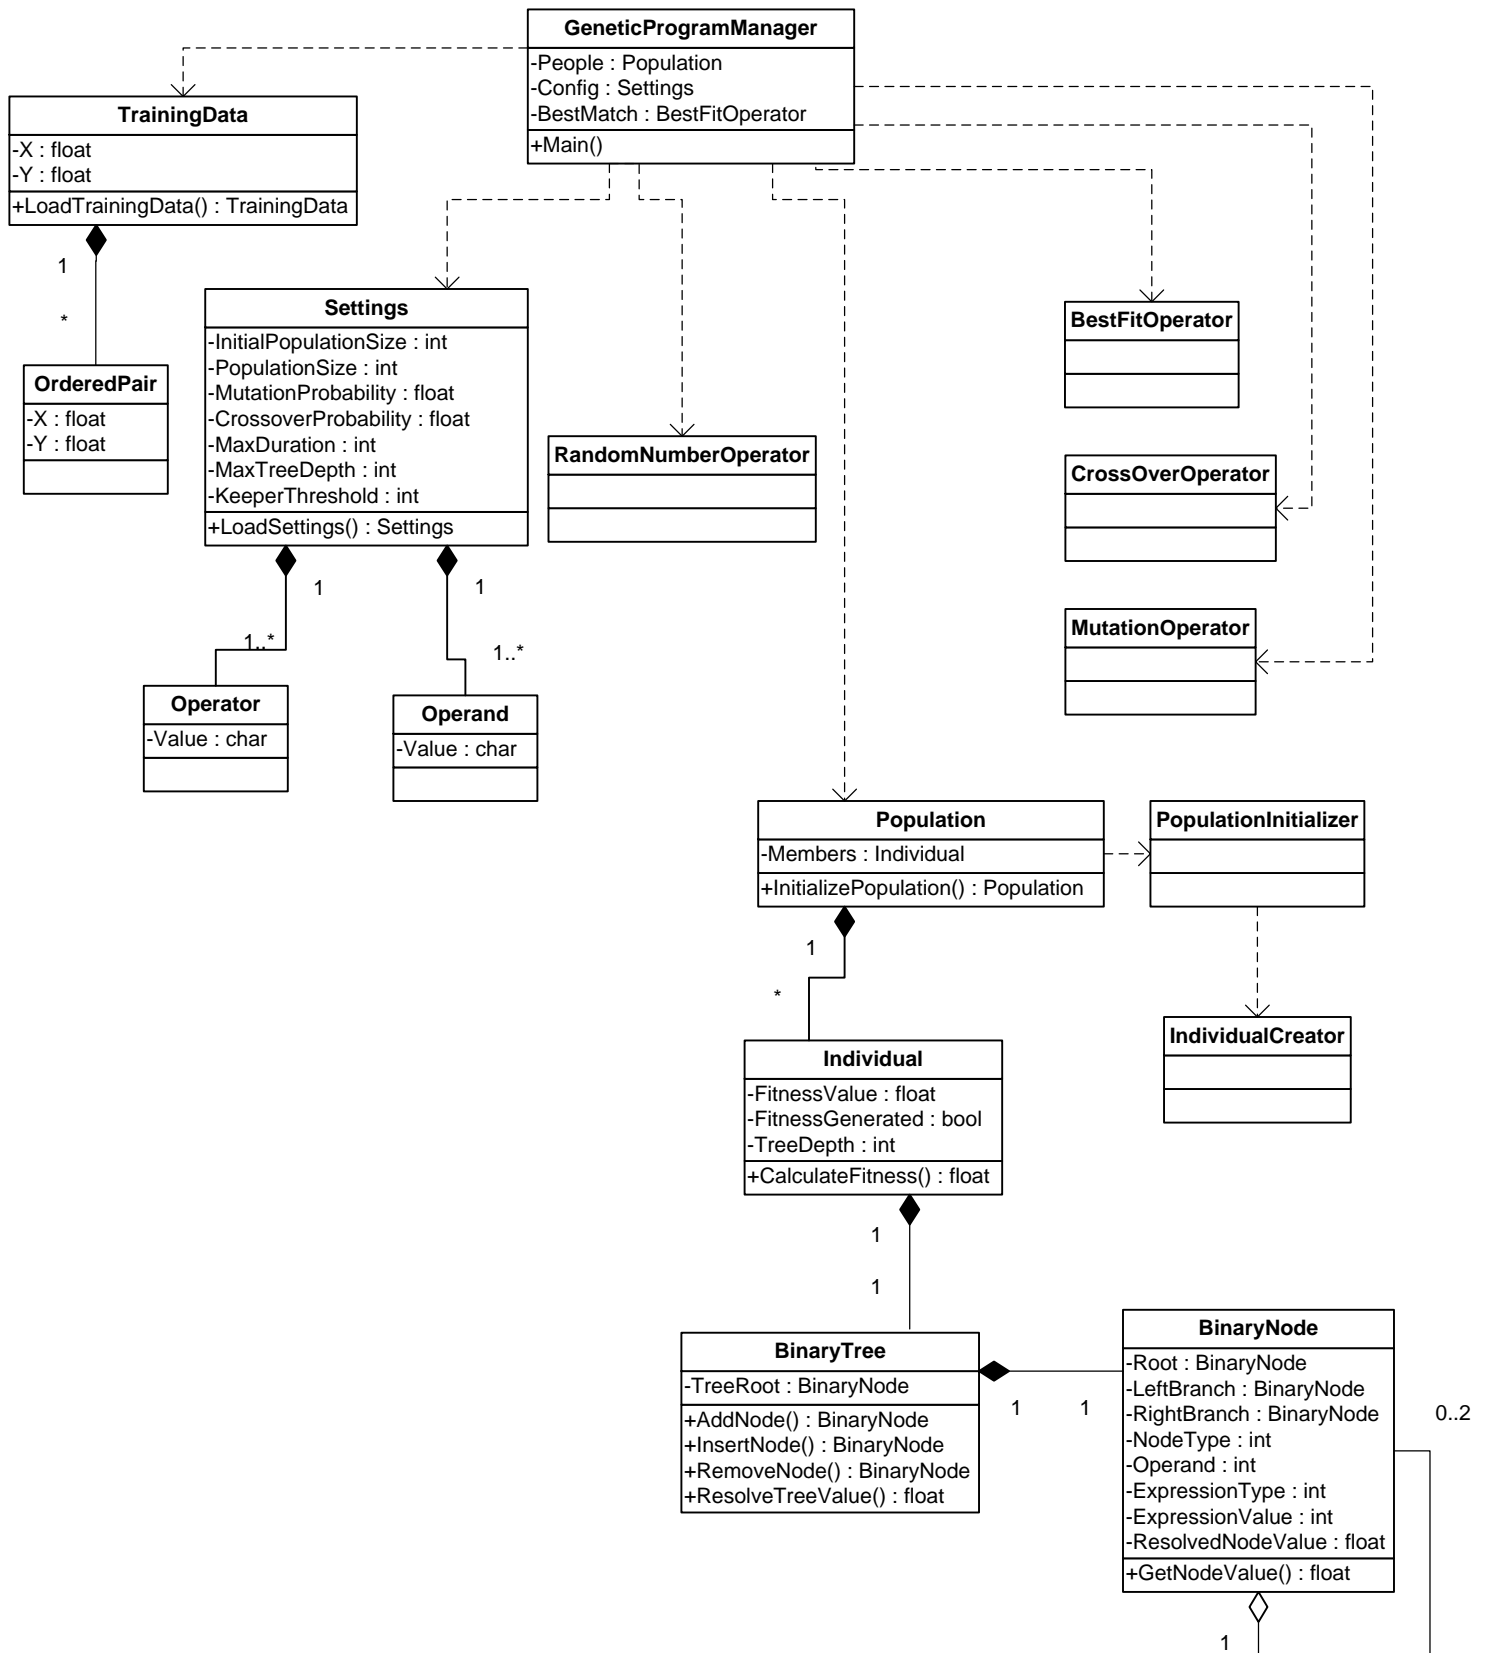 GeneticProgramManager
-People : Population
-Config : Settings
-BestMatch : BestFitOperator
+Main()
TrainingData
-X : float
-Y : float
+LoadTrainingData() : TrainingData
1
*
OrderedPair
-X : float
-Y : float
Settings
-InitialPopulationSize : int
-PopulationSize : int
-MutationProbability : float
-CrossoverProbability : float
-MaxDuration : int
-MaxTreeDepth : int
-KeeperThreshold : int
+LoadSettings() : Settings
1
1..*
1
1..*
Operator
-Value : char
Operand
-Value : char
RandomNumberOperator
BestFitOperator
CrossOverOperator
MutationOperator
Population
-Members : Individual
+InitializePopulation() : Population
PopulationInitializer
IndividualCreator
1
*
Individual
-FitnessValue : float
-FitnessGenerated : bool
-TreeDepth : int
+CalculateFitness() : float
1
1
BinaryTree
-TreeRoot : BinaryNode
+AddNode() : BinaryNode
+InsertNode() : BinaryNode
+RemoveNode() : BinaryNode
+ResolveTreeValue() : float
1
1
BinaryNode
-Root : BinaryNode
-LeftBranch : BinaryNode
-RightBranch : BinaryNode
-NodeType : int
-Operand : int
-ExpressionType : int
-ExpressionValue : int
-ResolvedNodeValue : float
+GetNodeValue() : float
0..2
1